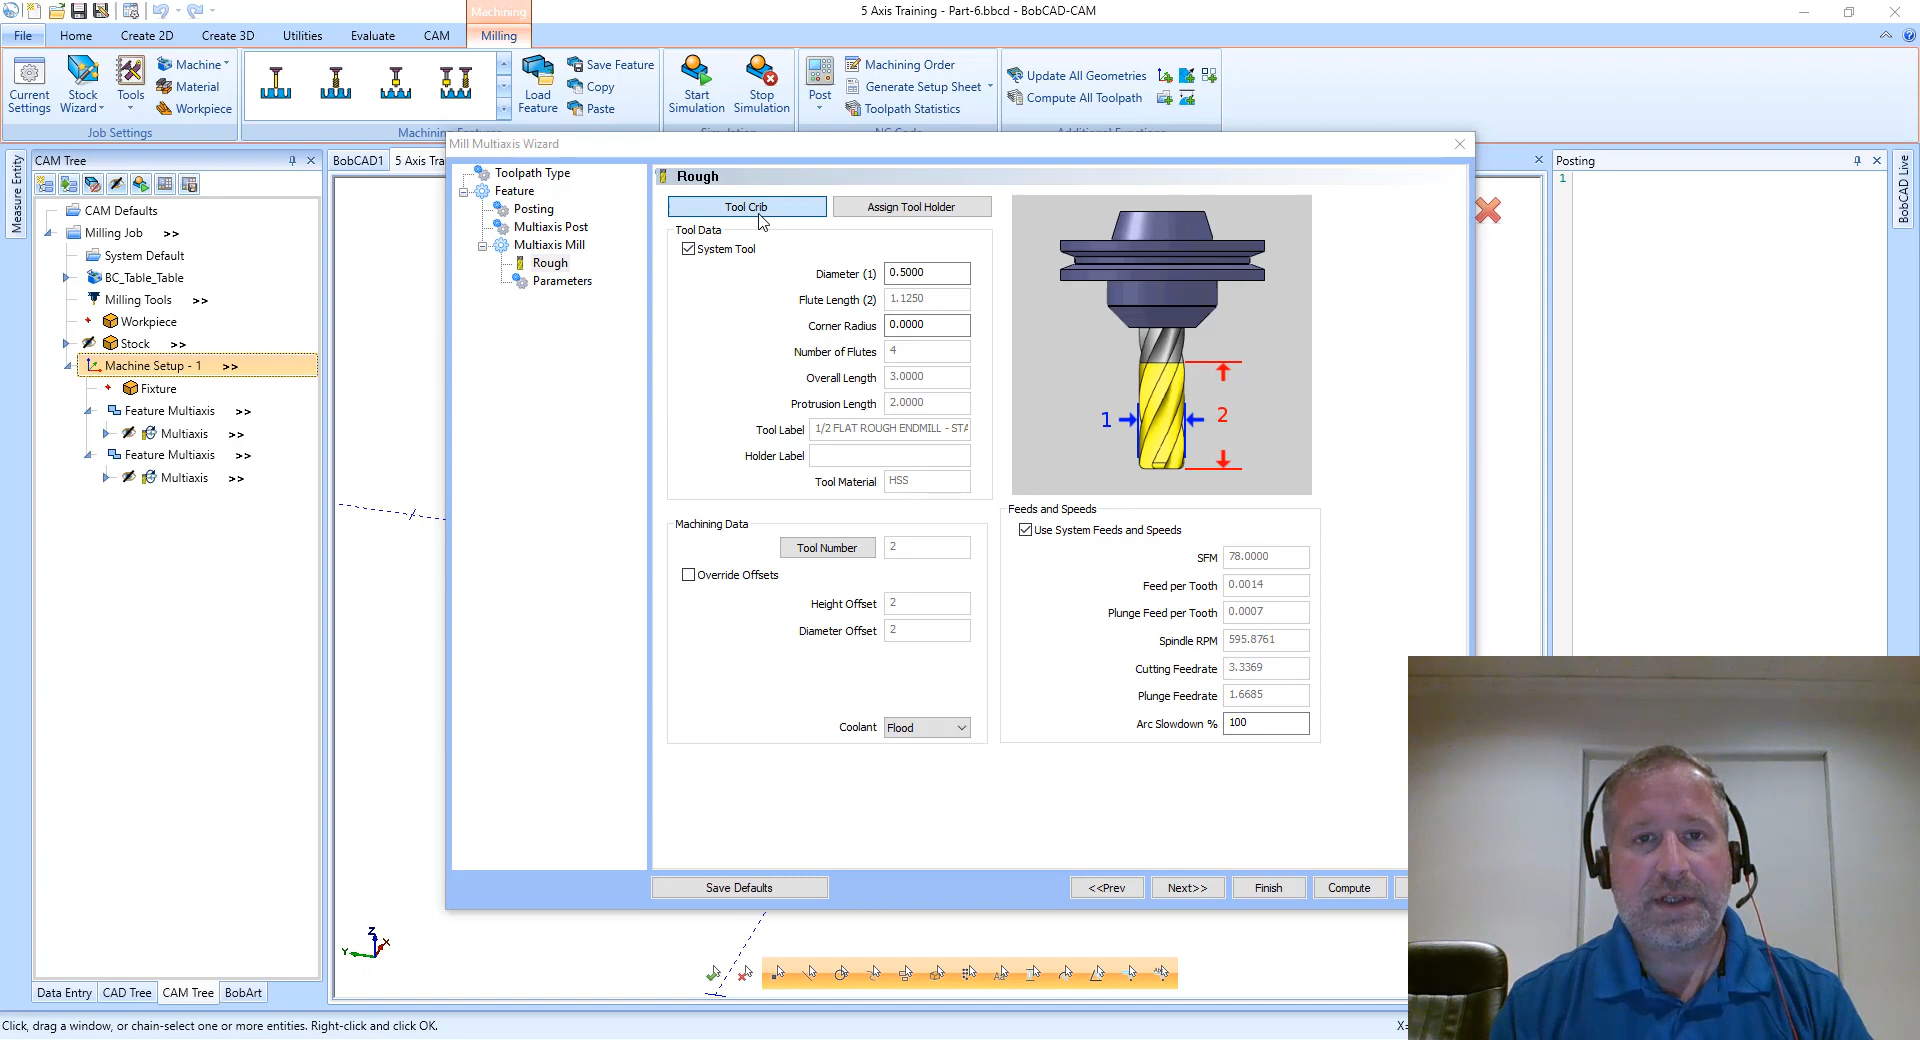 5 Axis Training - Part-6.bbcd - BobCAD-CAM
Machining
File Home Create 2D Create 3D Utilities Evaluate CAM Milling
Current Settings
Stock Wizard
Tools
Machine
Material
Workpiece
Job Settings
Load Feature
Save Feature
Copy
Paste
Start Simulation
Stop Simulation
Post
Machining Order
Generate Setup Sheet
Toolpath Statistics
Update All Geometries
Compute All Toolpath
Measure Entity
CAM Tree
CAM Defaults
Milling Job >>
System Default
BC_Table_Table
Milling Tools >>
Workpiece
Stock >>
Machine Setup - 1 >>
Fixture
Feature Multiaxis >>
Multiaxis >>
Feature Multiaxis >>
Multiaxis >>
Data Entry CAD Tree CAM Tree BobArt
BobCAD1 5 Axis Tra
Mill Multiaxis Wizard
Toolpath Type
Feature
Posting
Multiaxis Post
Multiaxis Mill
Rough
Parameters
Rough
Tool Crib Assign Tool Holder
Tool Data
System Tool
Diameter (1) 0.5000
Flute Length (2) 1.1250
Corner Radius 0.0000
Number of Flutes 4
Overall Length 3.0000
Protrusion Length 2.0000
Tool Label 1/2 FLAT ROUGH ENDMILL - STA
Holder Label
Tool Material HSS
Machining Data
Tool Number 2
Override Offsets
Height Offset 2
Diameter Offset 2
Coolant Flood
1 2
Feeds and Speeds
Use System Feeds and Speeds
SFM 78.0000
Feed per Tooth 0.0014
Plunge Feed per Tooth 0.0007
Spindle RPM 595.8761
Cutting Feedrate 3.3369
Plunge Feedrate 1.6685
Arc Slowdown % 100
Save Defaults <<Prev Next>> Finish Compute
Posting
1
BobCAD Live
Z
X
Y
Click, drag a window, or chain-select one or more entities. Right-click and click OK.
X=